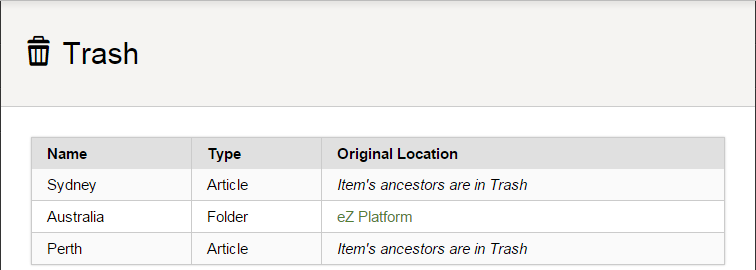 Trash
Name Type Original Location
Sydney Article Item's ancestors are in Trash
Australia Folder eZ Platform
Perth Article Item's ancestors are in Trash